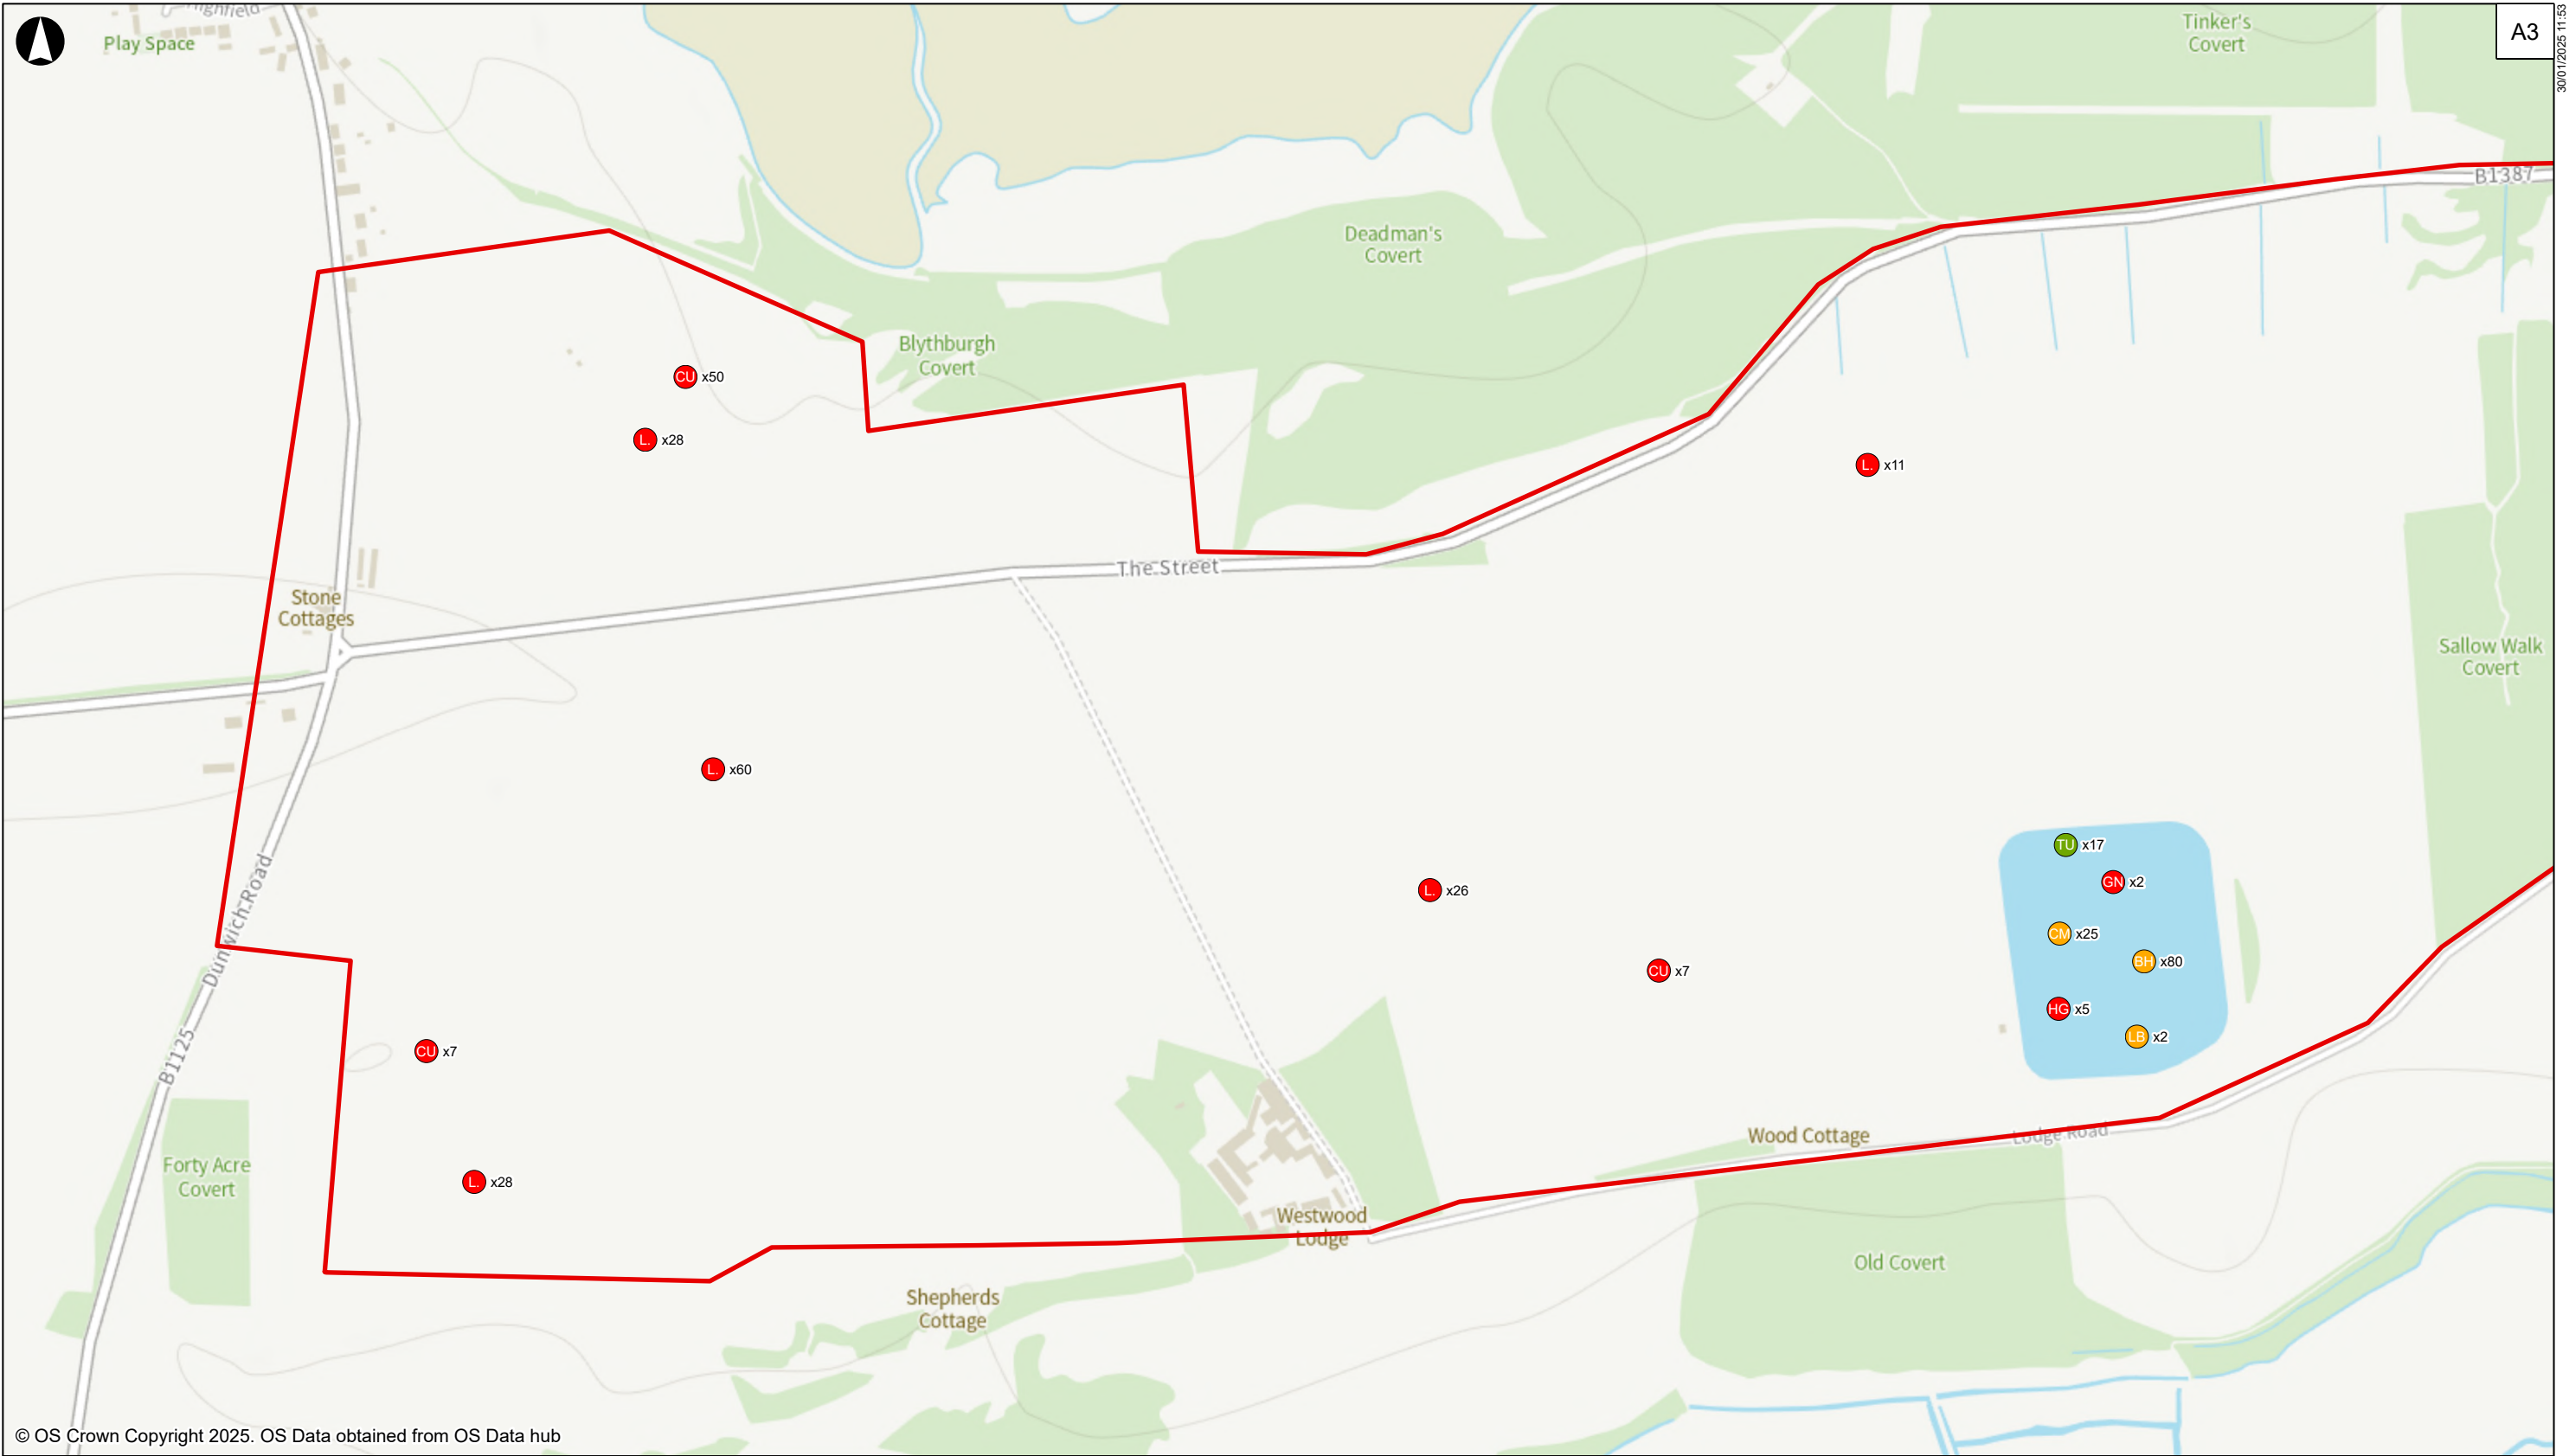 Highfield
Play Space
Tinker's
Covert
A3
30/01/2025 11:53
B1387
Deadman's
Covert
Blythburgh
Covert
CU x50
L. x28
L. x11
The Street
Stone
Cottages
Sallow Walk
Covert
L. x60
TU x17
GN x2
L. x26
CM x25
BH x80
CU x7
HG x5
LB x2
Dunwich Road
B1125
CU x7
Wood Cottage
Lodge Road
Forty Acre
Covert
L. x28
Westwood
Lodge
Old Covert
Shepherds
Cottage
© OS Crown Copyright 2025. OS Data obtained from OS Data hub